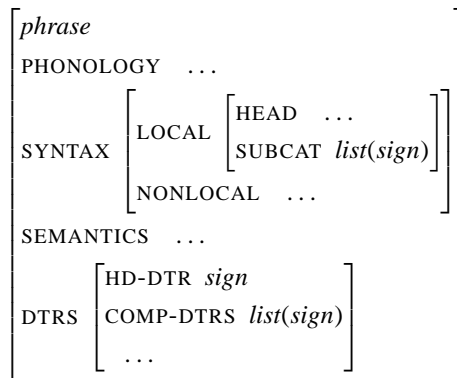 phrase
PHONOLOGY ...
HEAD ...
LOCAL
SUBCAT list(sign)
SYNTAX
NONLOCAL ...
SEMANTICS ...
HD-DTR sign
DTRS COMP-DTRS list(sign)
...